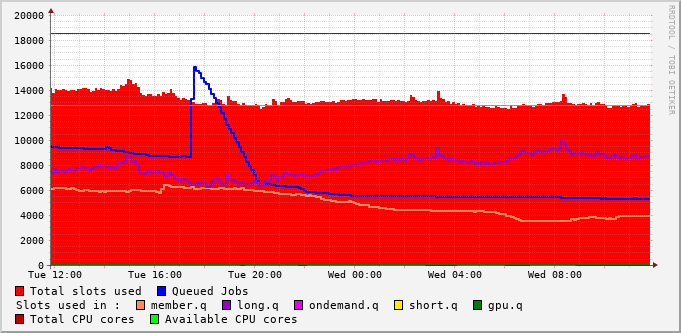 RRDTOOL / TOBI OETIKER
20000
18000
16000
14000
12000
10000
8000
6000
4000
2000
0
Tue 12:00 Tue 16:00 Tue 20:00 Wed 00:00 Wed 04:00 Wed 08:00
Total slots used Queued Jobs
Slots used in : member.q long.q ondemand.q short.q gpu.q
Total CPU cores Available CPU cores